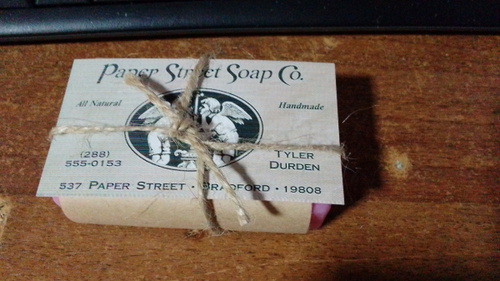 Paper Street Soap Co.
All Natural
Handmade
(288)
555-0153
TYLER
DURDEN
537 PAPER STREET • BRADFORD • 19808